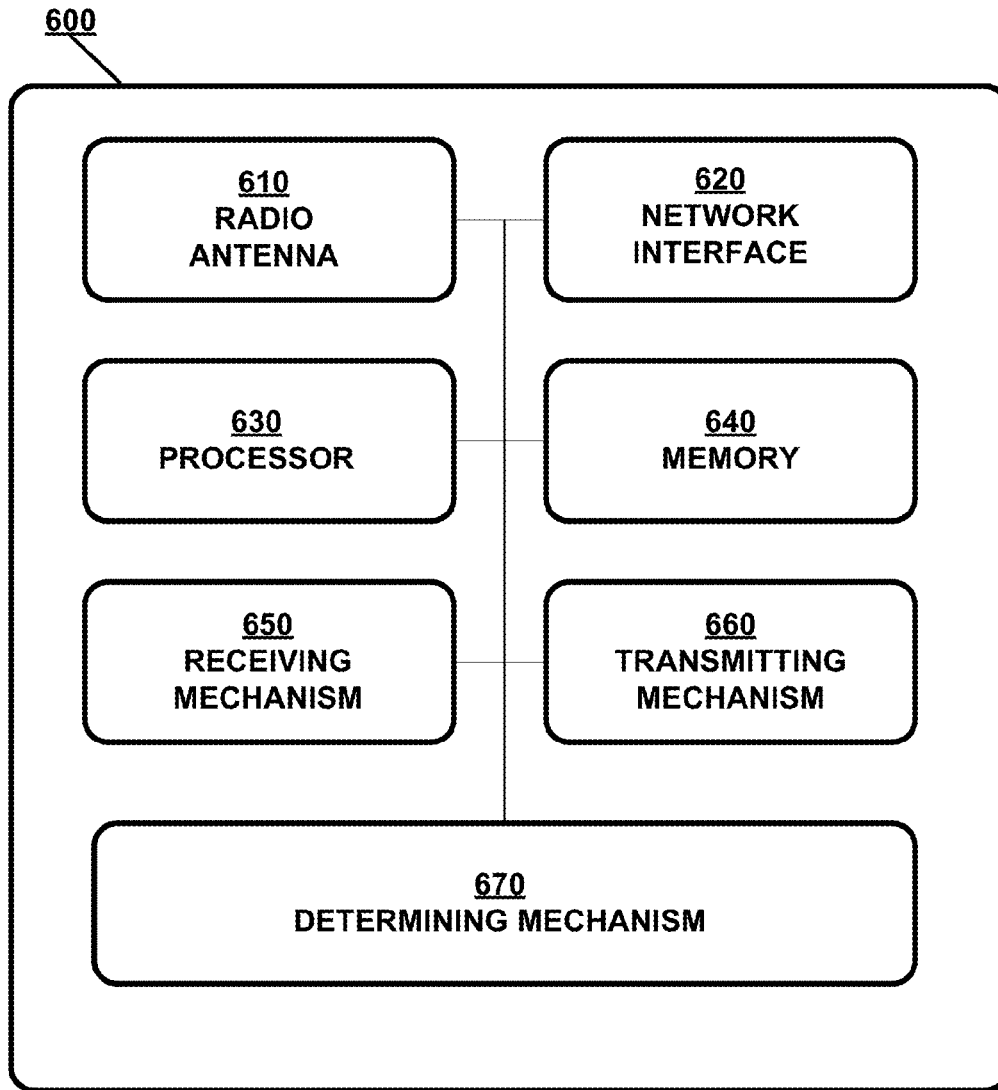 600
610
RADIO
ANTENNA
620
NETWORK
INTERFACE
630
PROCESSOR
640
MEMORY
650
RECEIVING
MECHANISM
660
TRANSMITTING
MECHANISM
670
DETERMINING MECHANISM